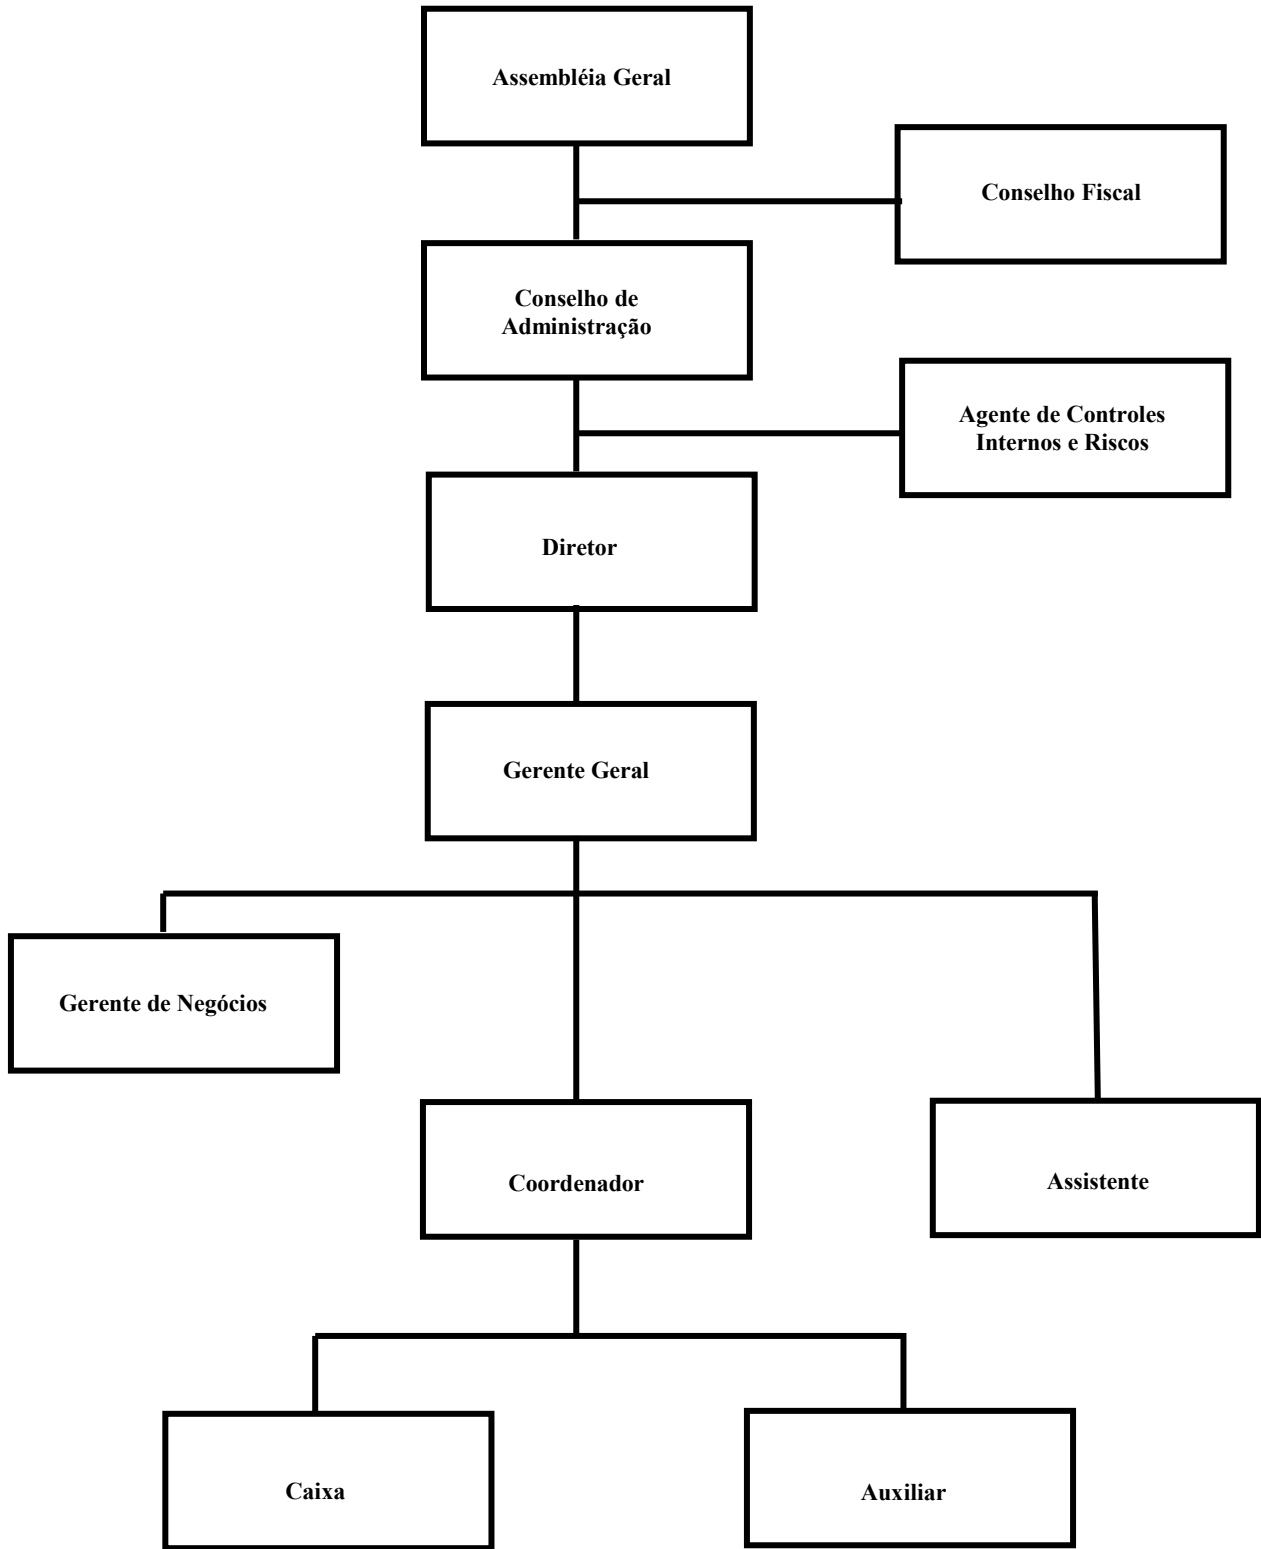 Assembléia Geral
Conselho Fiscal
Conselho de
Administração
Agente de Controles
Internos e Riscos
Diretor
Gerente Geral
Gerente de Negócios
Coordenador
Assistente
Caixa
Auxiliar